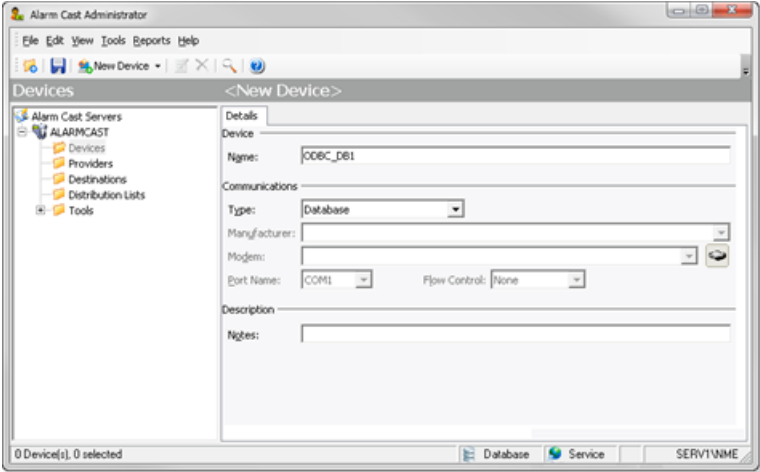 Alarm Cast Administrator
File Edit View Tools Reports Help
New Device
Devices
<New Device>
Alarm Cast Servers
ALARMCAST
Devices
Providers
Destinations
Distribution Lists
Tools
Details
Device
Name: ODBC_DB1
Communications
Type: Database
Manufacturer:
Modem:
Port Name: COM1 Flow Control: None
Description
Notes:
0 Device(s), 0 selected
Database Service SERV1\NME